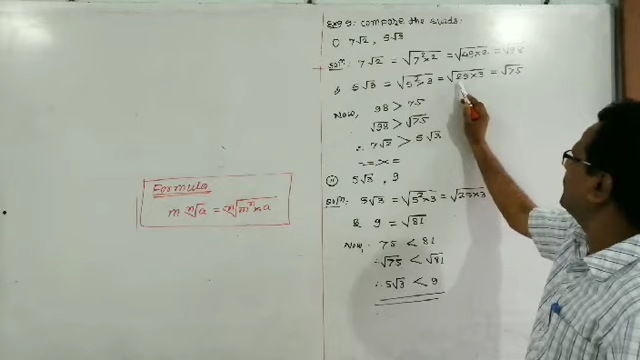 Formula
m ⁿ√a = ⁿ√(mⁿ × a)
compare the surds.
i) 7√2 , 5√3
Solⁿ: 7√2 = √(7² × 2) = √(49×2) = √98
& 5√3 = √(5² × 3) = √(25×3) = √75
Now, 98 > 75
√98 > √75
∴ 7√2 > 5√3
ii) 5√3 , 9
Solⁿ. 5√3 = √(5² × 3) = √(25×3)
& 9 = √81
Now, 75 < 81
∴ √75 < √81
∴ 5√3 < 9